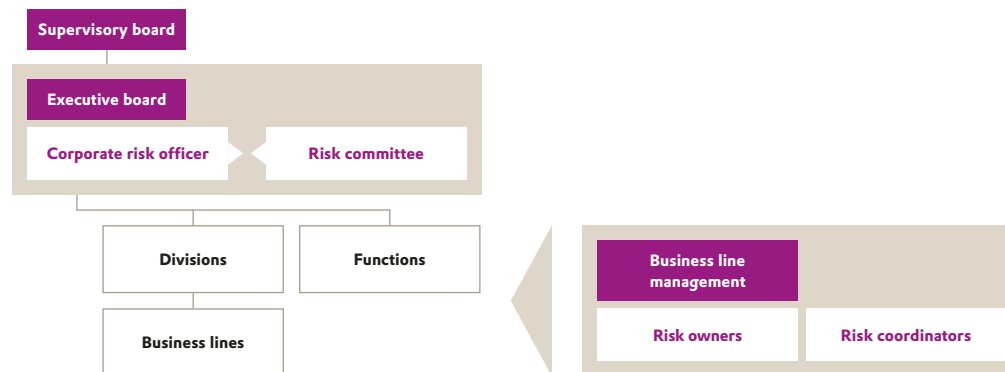 Supervisory board
Executive board
Corporate risk officer
Risk committee
Divisions
Functions
Business lines
Business line
management
Risk owners
Risk coordinators